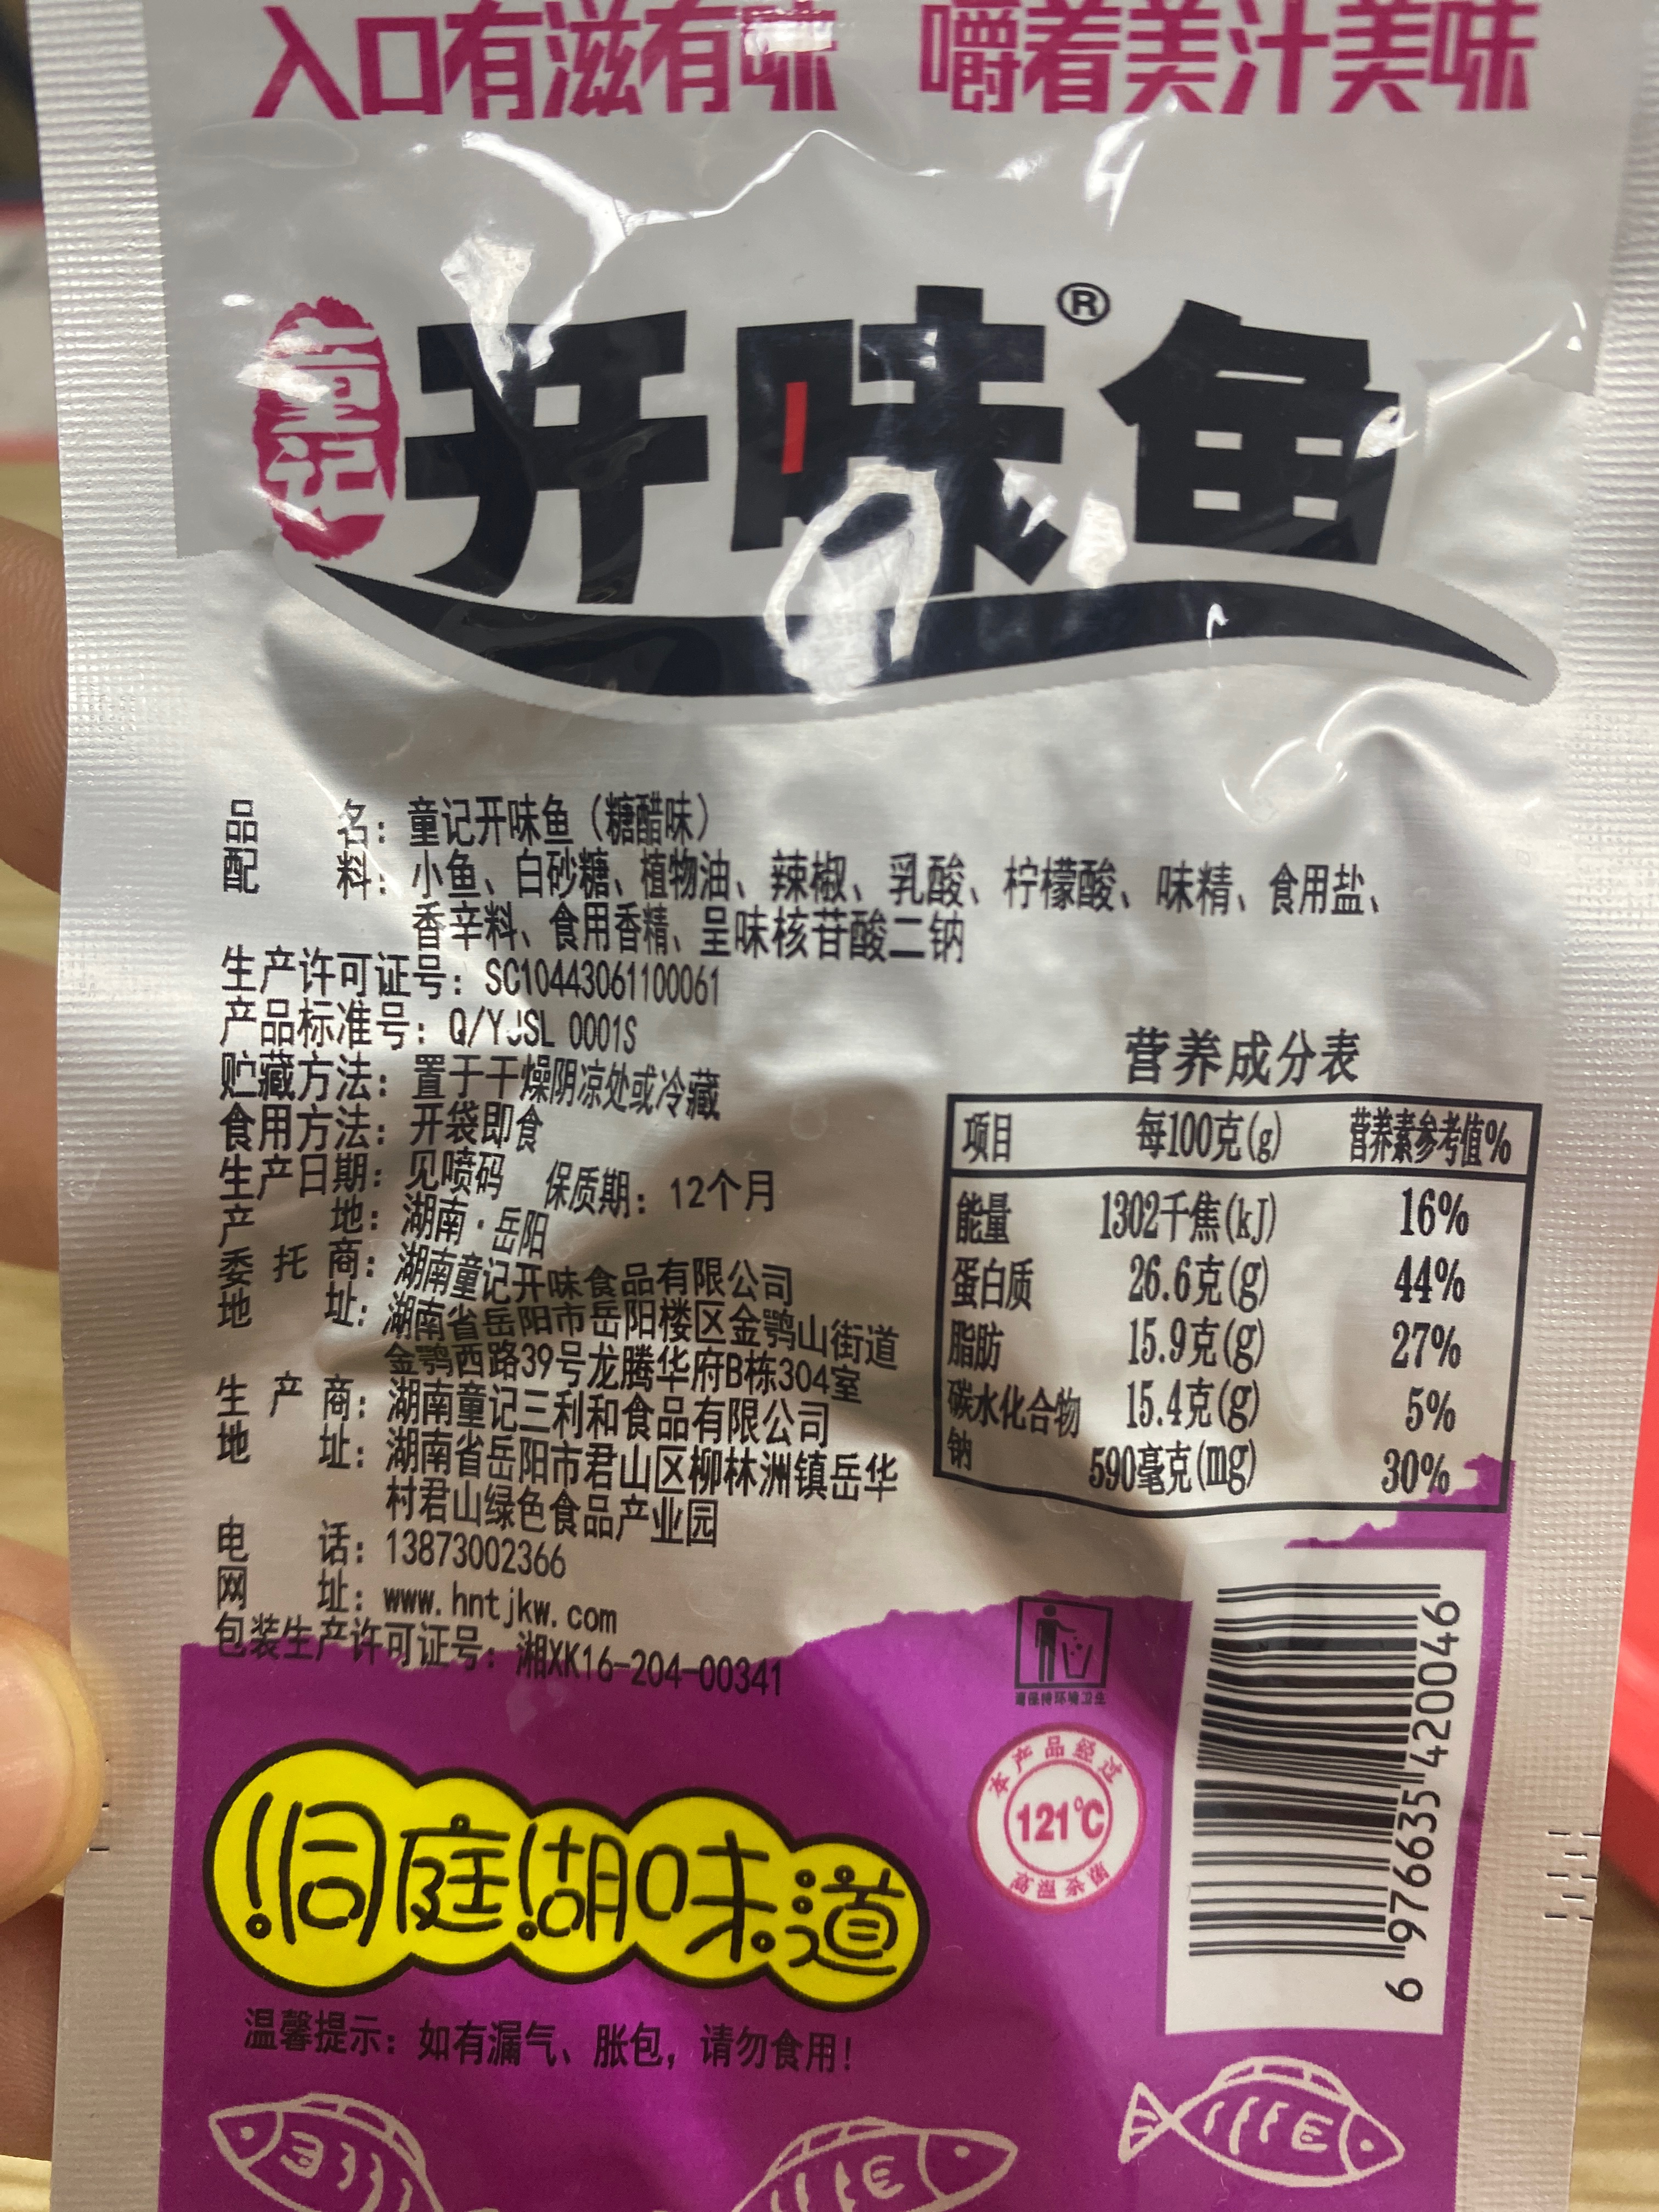 入口有滋有味 嚼着美汁美味
童记 开味鱼®
品 名：童记开味鱼（糖醋味）
配 料：小鱼、白砂糖、植物油、辣椒、乳酸、柠檬酸、味精、食用盐、
香辛料、食用香精、呈味核苷酸二钠
生产许可证号：SC10443061100061
产品标准号：Q/YJSL 0001S
贮藏方法：置于干燥阴凉处或冷藏
食用方法：开袋即食
生产日期：见喷码 保质期：12个月
产 地：湖南·岳阳
委 托 商：湖南童记开味食品有限公司
地 址：湖南省岳阳市岳阳楼区金鹗山街道
金鹗西路39号龙腾华府B栋304室
生 产 商：湖南童记三利和食品有限公司
地 址：湖南省岳阳市君山区柳林洲镇岳华
村君山绿色食品产业园
电 话：13873002366
网 址：www.hntjkw.com
包装生产许可证号：湘XK16-204-00341
营养成分表
项目 每100克(g) 营养素参考值%
能量 1302千焦(kJ) 16%
蛋白质 26.6克(g) 44%
脂肪 15.9克(g) 27%
碳水化合物 15.4克(g) 5%
钠 590毫克(mg) 30%
本产品经过
121℃
6 976635 420046
洞庭湖味道
温馨提示：如有漏气、胀包，请勿食用！